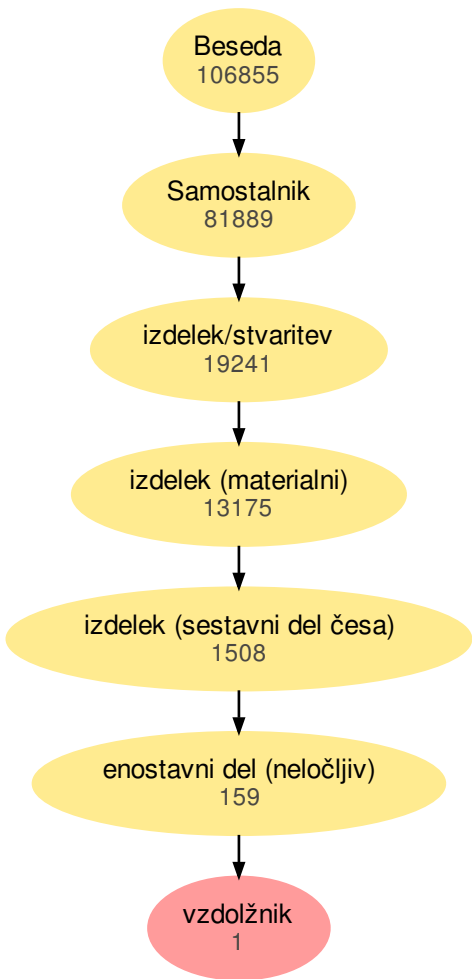 Beseda
106855
Samostalnik
81889
izdelek/stvaritev
19241
izdelek (materialni)
13175
izdelek (sestavni del česa)
1508
enostavni del (neločljiv)
159
vzdolžnik
1